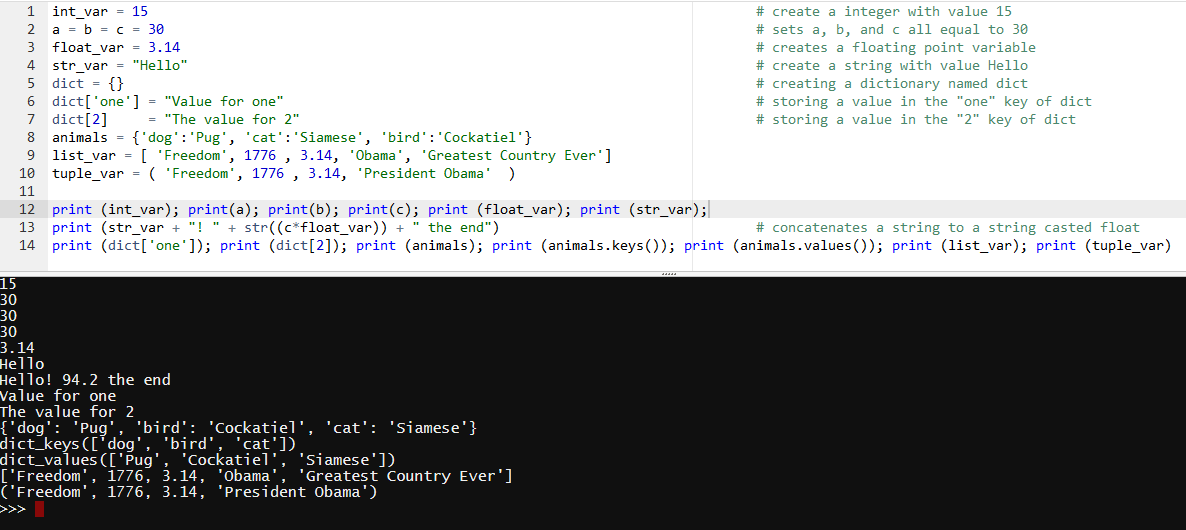 1 int_var = 15 # create a integer with value 15
2 a = b = c = 30 # sets a, b, and c all equal to 30
3 float_var = 3.14 # creates a floating point variable
4 str_var = "Hello" # create a string with value Hello
5 dict = {} # creating a dictionary named dict
6 dict['one'] = "Value for one" # storing a value in the "one" key of dict
7 dict[2] = "The value for 2" # storing a value in the "2" key of dict
8 animals = {'dog':'Pug', 'cat':'Siamese', 'bird':'Cockatiel'}
9 list_var = [ 'Freedom', 1776 , 3.14, 'Obama', 'Greatest Country Ever']
10 tuple_var = ( 'Freedom', 1776 , 3.14, 'President Obama' )
11
12 print (int_var); print(a); print(b); print(c); print (float_var); print (str_var);
13 print (str_var + "! " + str((c*float_var)) + " the end") # concatenates a string to a string casted float
14 print (dict['one']); print (dict[2]); print (animals); print (animals.keys()); print (animals.values()); print (list_var); print (tuple_var)
15
30
30
30
3.14
Hello
Hello! 94.2 the end
Value for one
The value for 2
{'dog': 'Pug', 'bird': 'Cockatiel', 'cat': 'Siamese'}
dict_keys(['dog', 'bird', 'cat'])
dict_values(['Pug', 'Cockatiel', 'Siamese'])
['Freedom', 1776, 3.14, 'Obama', 'Greatest Country Ever']
('Freedom', 1776, 3.14, 'President Obama')
>>>